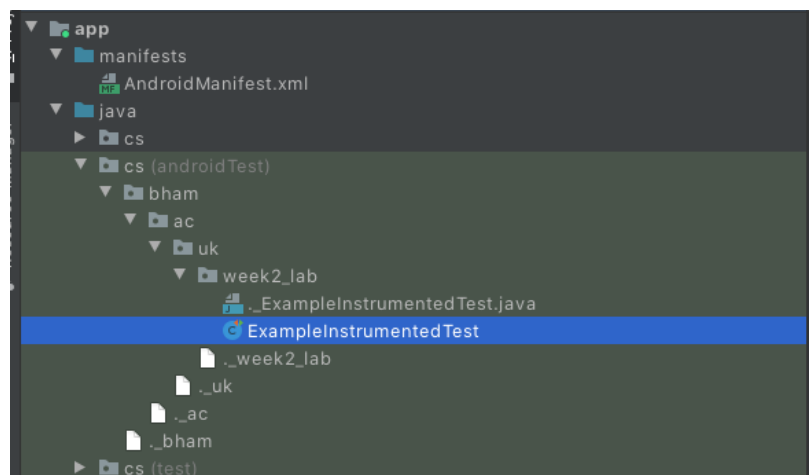 app
manifests
MF AndroidManifest.xml
java
cs
cs (androidTest)
bham
ac
uk
week2_lab
J ._ExampleInstrumentedTest.java
C ExampleInstrumentedTest
._week2_lab
._uk
._ac
._bham
cs (test)